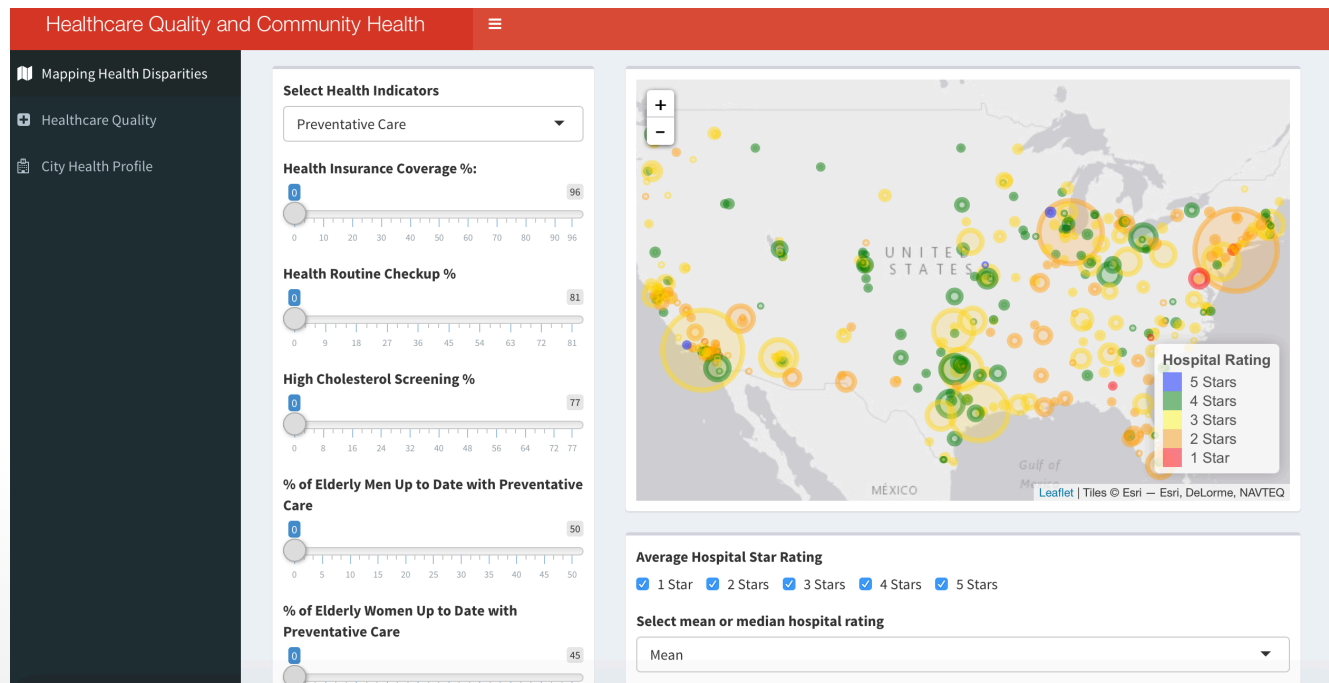 Healthcare Quality and Community Health
Mapping Health Disparities
Healthcare Quality
City Health Profile
Select Health Indicators
Preventative Care
Health Insurance Coverage %:
0 96
0 10 20 30 40 50 60 70 80 90 96
Health Routine Checkup %
0 81
0 9 18 27 36 45 54 63 72 81
High Cholesterol Screening %
0 77
0 8 16 24 32 40 48 56 64 72 77
% of Elderly Men Up to Date with Preventative
Care
0 50
0 5 10 15 20 25 30 35 40 45 50
% of Elderly Women Up to Date with
Preventative Care
0 45
+
−
UNITED
STATES
MÉXICO
Gulf of
Mexico
Hospital Rating
5 Stars
4 Stars
3 Stars
2 Stars
1 Star
Leaflet | Tiles © Esri — Esri, DeLorme, NAVTEQ
Average Hospital Star Rating
1 Star 2 Stars 3 Stars 4 Stars 5 Stars
Select mean or median hospital rating
Mean